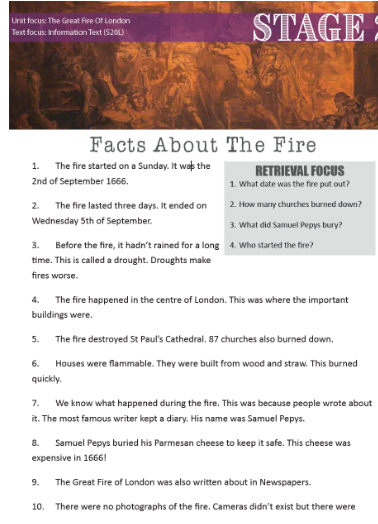 Unit focus: The Great Fire Of London
Text focus: Information Text (520L)
STAGE
Facts About The Fire
1. The fire started on a Sunday. It was the
2nd of September 1666.
2. The fire lasted three days. It ended on
Wednesday 5th of September.
3. Before the fire, it hadn't rained for a long
time. This is called a drought. Droughts make
fires worse.
RETRIEVAL FOCUS
1. What date was the fire put out?
2. How many churches burned down?
3. What did Samuel Pepys bury?
4. Who started the fire?
4. The fire happened in the centre of London. This was where the important
buildings were.
5. The fire destroyed St Paul's Cathedral. 87 churches also burned down.
6. Houses were flammable. They were built from wood and straw. This burned
quickly.
7. We know what happened during the fire. This was because people wrote about
it. The most famous writer kept a diary. His name was Samuel Pepys.
8. Samuel Pepys buried his Parmesan cheese to keep it safe. This cheese was
expensive in 1666!
9. The Great Fire of London was also written about in Newspapers.
10. There were no photographs of the fire. Cameras didn't exist but there were